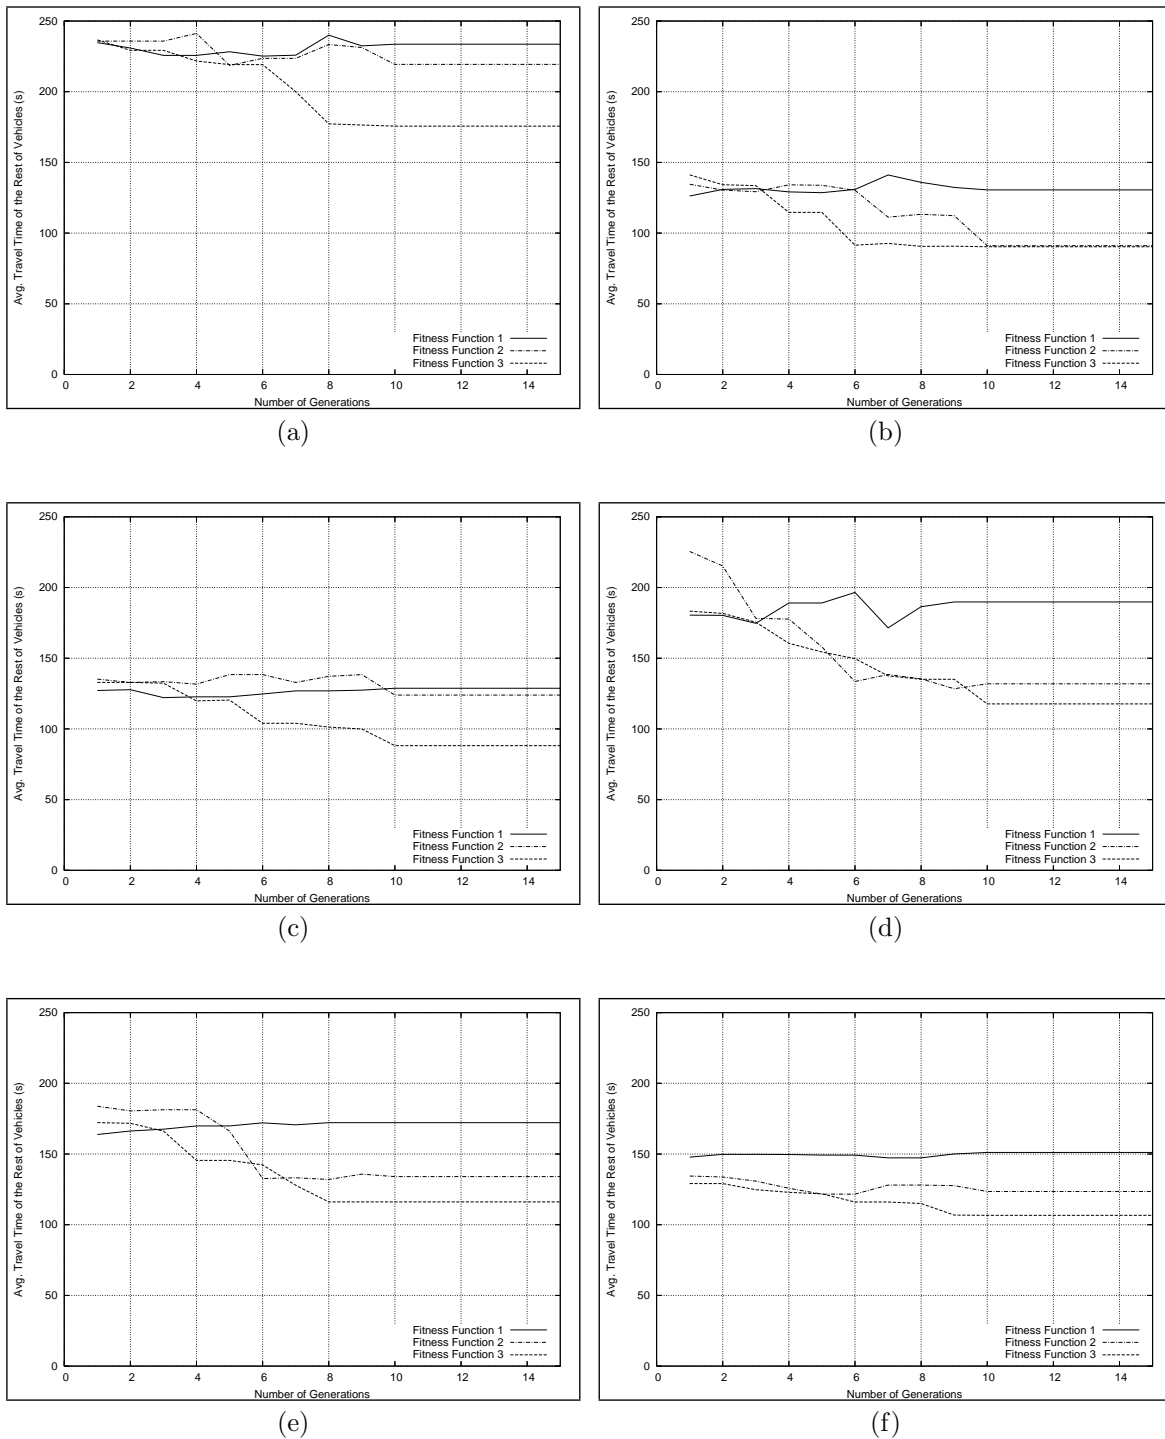 250
200
150
100
50
0
0 2 4 6 8 10 12 14
Avg. Travel Time of the Rest of Vehicles (s)
Number of Generations
Fitness Function 1
Fitness Function 2
Fitness Function 3
(a)
250
200
150
100
50
0
0 2 4 6 8 10 12 14
Avg. Travel Time of the Rest of Vehicles (s)
Number of Generations
Fitness Function 1
Fitness Function 2
Fitness Function 3
(b)
250
200
150
100
50
0
0 2 4 6 8 10 12 14
Avg. Travel Time of the Rest of Vehicles (s)
Number of Generations
Fitness Function 1
Fitness Function 2
Fitness Function 3
(c)
250
200
150
100
50
0
0 2 4 6 8 10 12 14
Avg. Travel Time of the Rest of Vehicles (s)
Number of Generations
Fitness Function 1
Fitness Function 2
Fitness Function 3
(d)
250
200
150
100
50
0
0 2 4 6 8 10 12 14
Avg. Travel Time of the Rest of Vehicles (s)
Number of Generations
Fitness Function 1
Fitness Function 2
Fitness Function 3
(e)
250
200
150
100
50
0
0 2 4 6 8 10 12 14
Avg. Travel Time of the Rest of Vehicles (s)
Number of Generations
Fitness Function 1
Fitness Function 2
Fitness Function 3
(f)